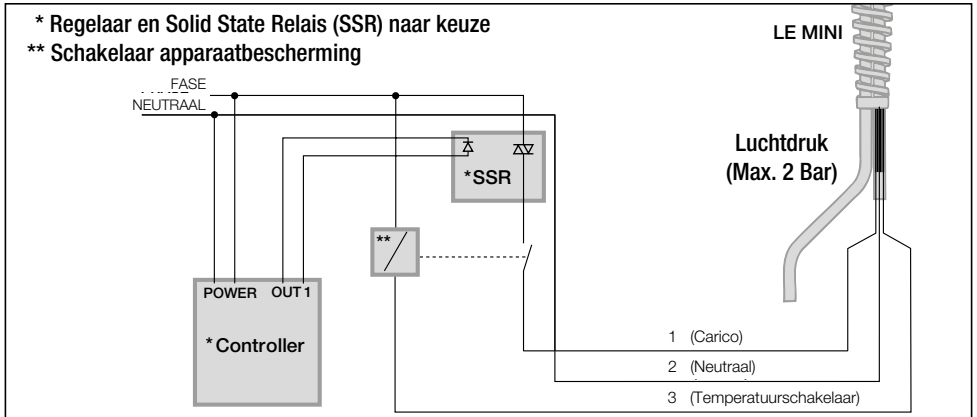 * Regelaar en Solid State Relais (SSR) naar keuze
** Schakelaar apparaatbescherming
LE MINI
FASE
NEUTRAAL
Luchtdruk
(Max. 2 Bar)
*SSR
**
POWER OUT 1
*Controller
1 (Carico)
2 (Neutraal)
3 (Temperatuurschakelaar)